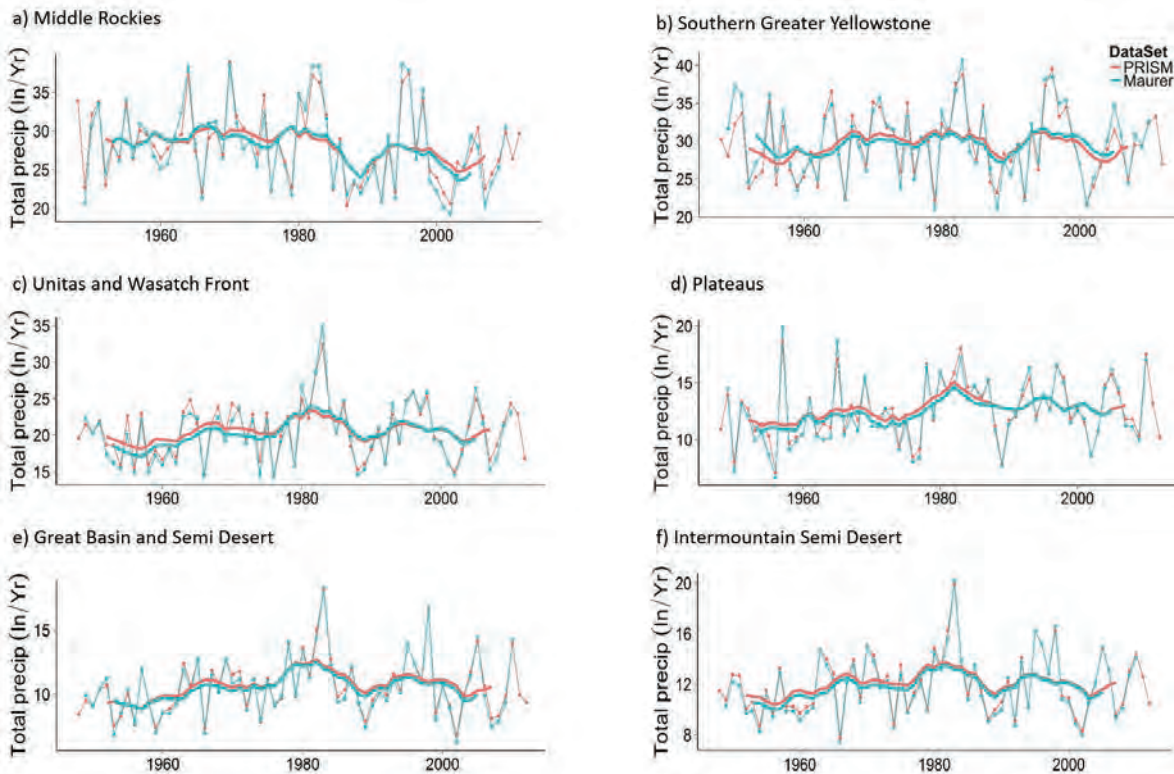 a) Middle Rockies
Total precip (In/Yr)
35
30
25
20
1960
1980
2000
b) Southern Greater Yellowstone
Total precip (In/Yr)
40
35
30
25
20
1960
1980
2000
DataSet
PRISM
Maurer
c) Unitas and Wasatch Front
Total precip (In/Yr)
35
30
25
20
15
1960
1980
2000
d) Plateaus
Total precip (In/Yr)
20
15
10
1960
1980
2000
e) Great Basin and Semi Desert
Total precip (In/Yr)
15
10
1960
1980
2000
f) Intermountain Semi Desert
Total precip (In/Yr)
20
16
12
8
1960
1980
2000